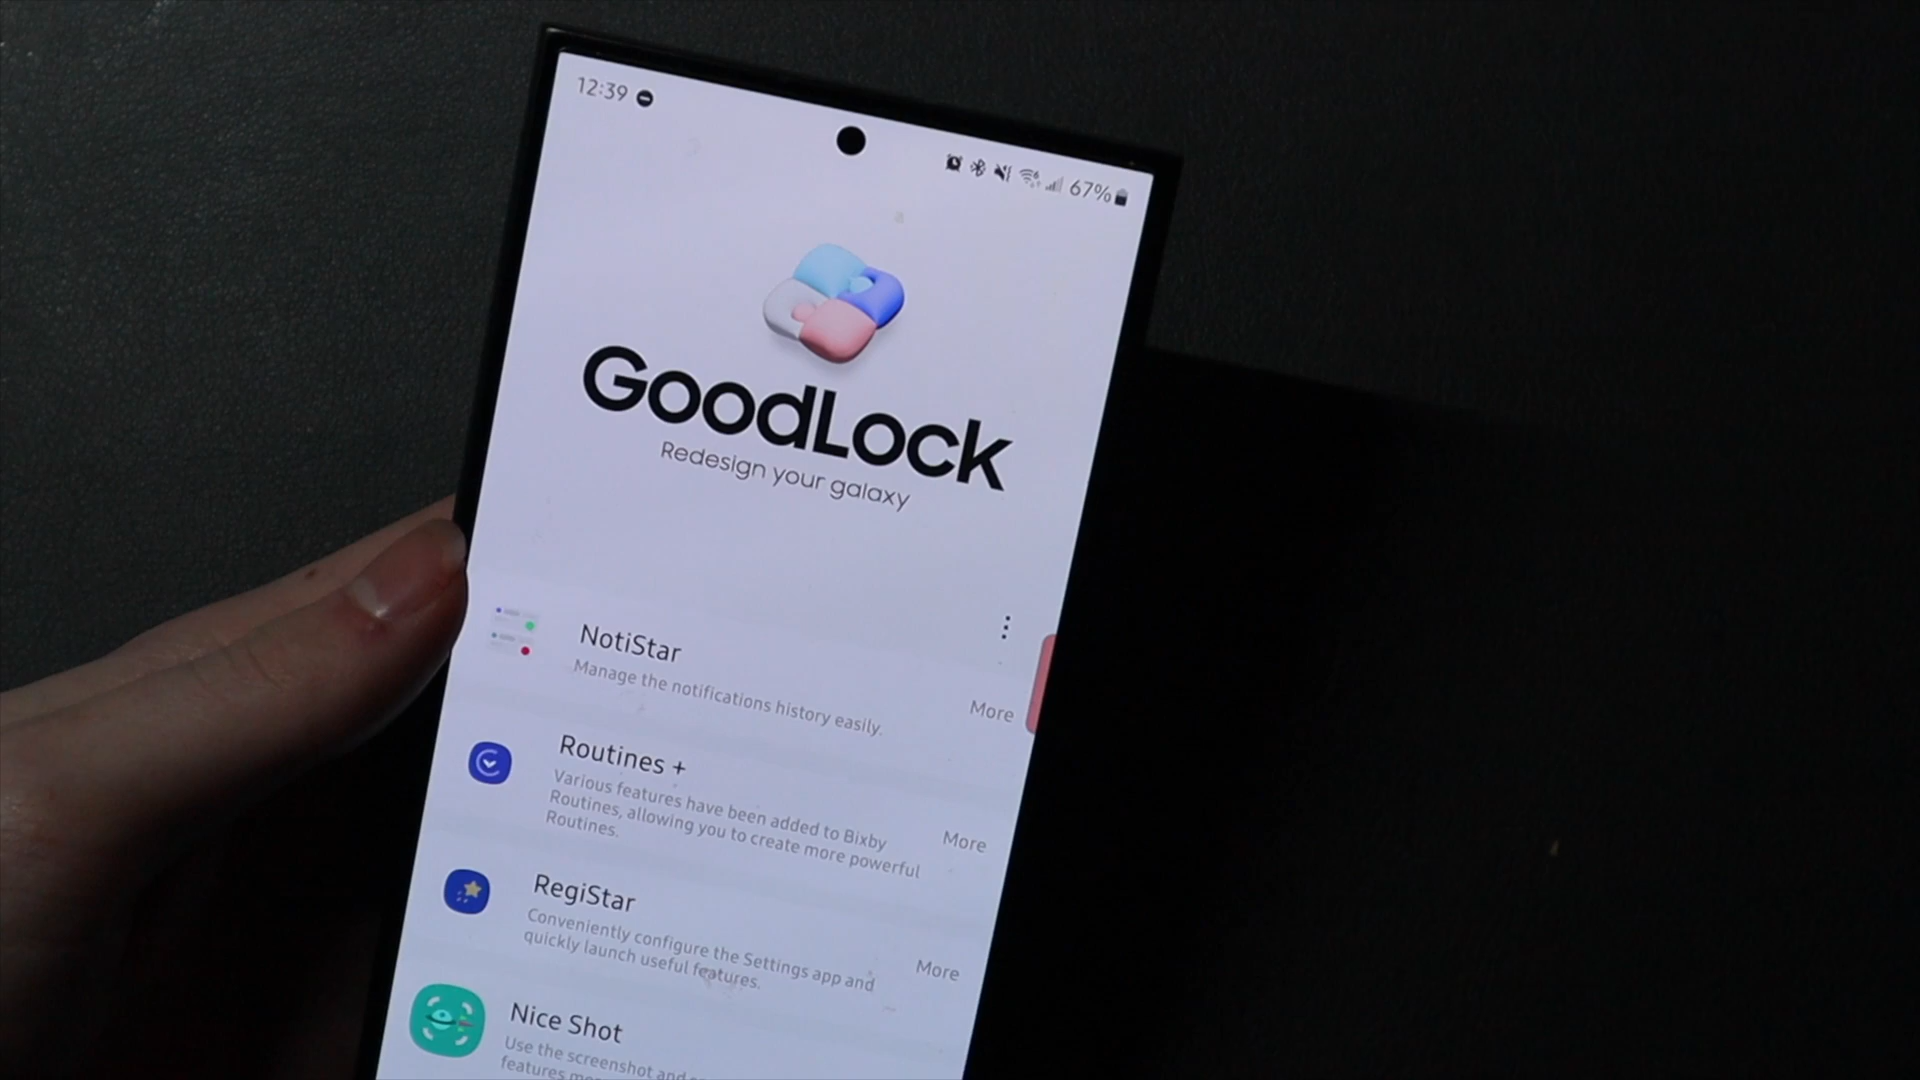 12:39
67%
GoodLock
Redesign your galaxy
NotiStar
Manage the notifications history easily.
More
Routines +
Various features have been added to Bixby
Routines, allowing you to create more powerful
Routines.
More
RegiStar
Conveniently configure the Settings app and
quickly launch useful features.
More
Nice Shot
Use the screenshot and
features